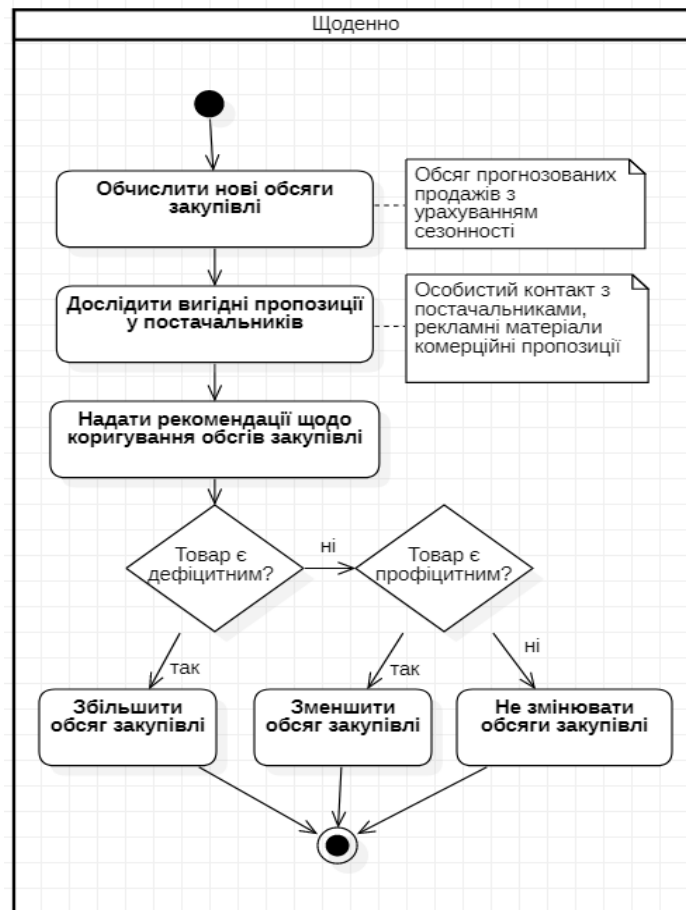 Щоденно
Обчислити нові обсяги
закупівлі
Обсяг прогнозованих
продажів з
урахуванням
сезонності
Дослідити вигідні пропозиції
у постачальників
Особистий контакт з
постачальниками,
рекламні матеріали
комерційні пропозиції
Надати рекомендації щодо
коригування обсгів закупівлі
Товар є
дефіцитним?
ні
Товар є
профіцитним?
так
так
ні
Збільшити
обсяг закупівлі
Зменшити
обсяг закупівлі
Не змінювати
обсяги закупівлі